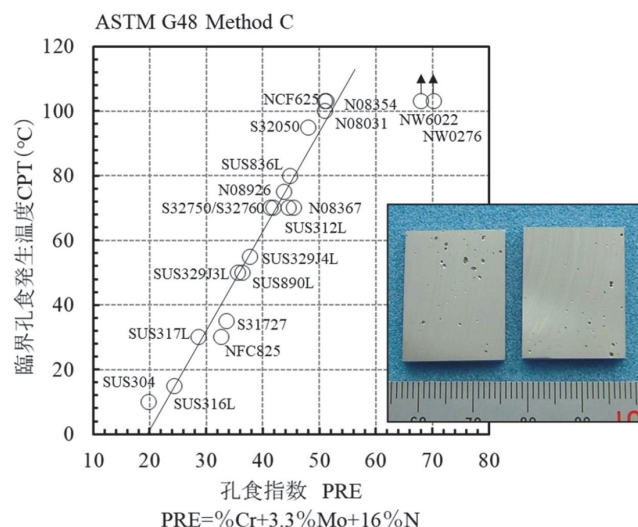 ASTM G48 Method C
臨界孔食発生温度CPT(℃)
120
100
80
60
40
20
0
NCF625
N08354
N08031
S32050
NW6022
NW0276
SUS836L
N08926
S32750/S32760
N08367
SUS312L
SUS329J4L
SUS329J3L
SUS890L
S31727
SUS317L
NFC825
SUS304
SUS316L
10 20 30 40 50 60 70 80
孔食指数 PRE
PRE=%Cr+3.3%Mo+16%N